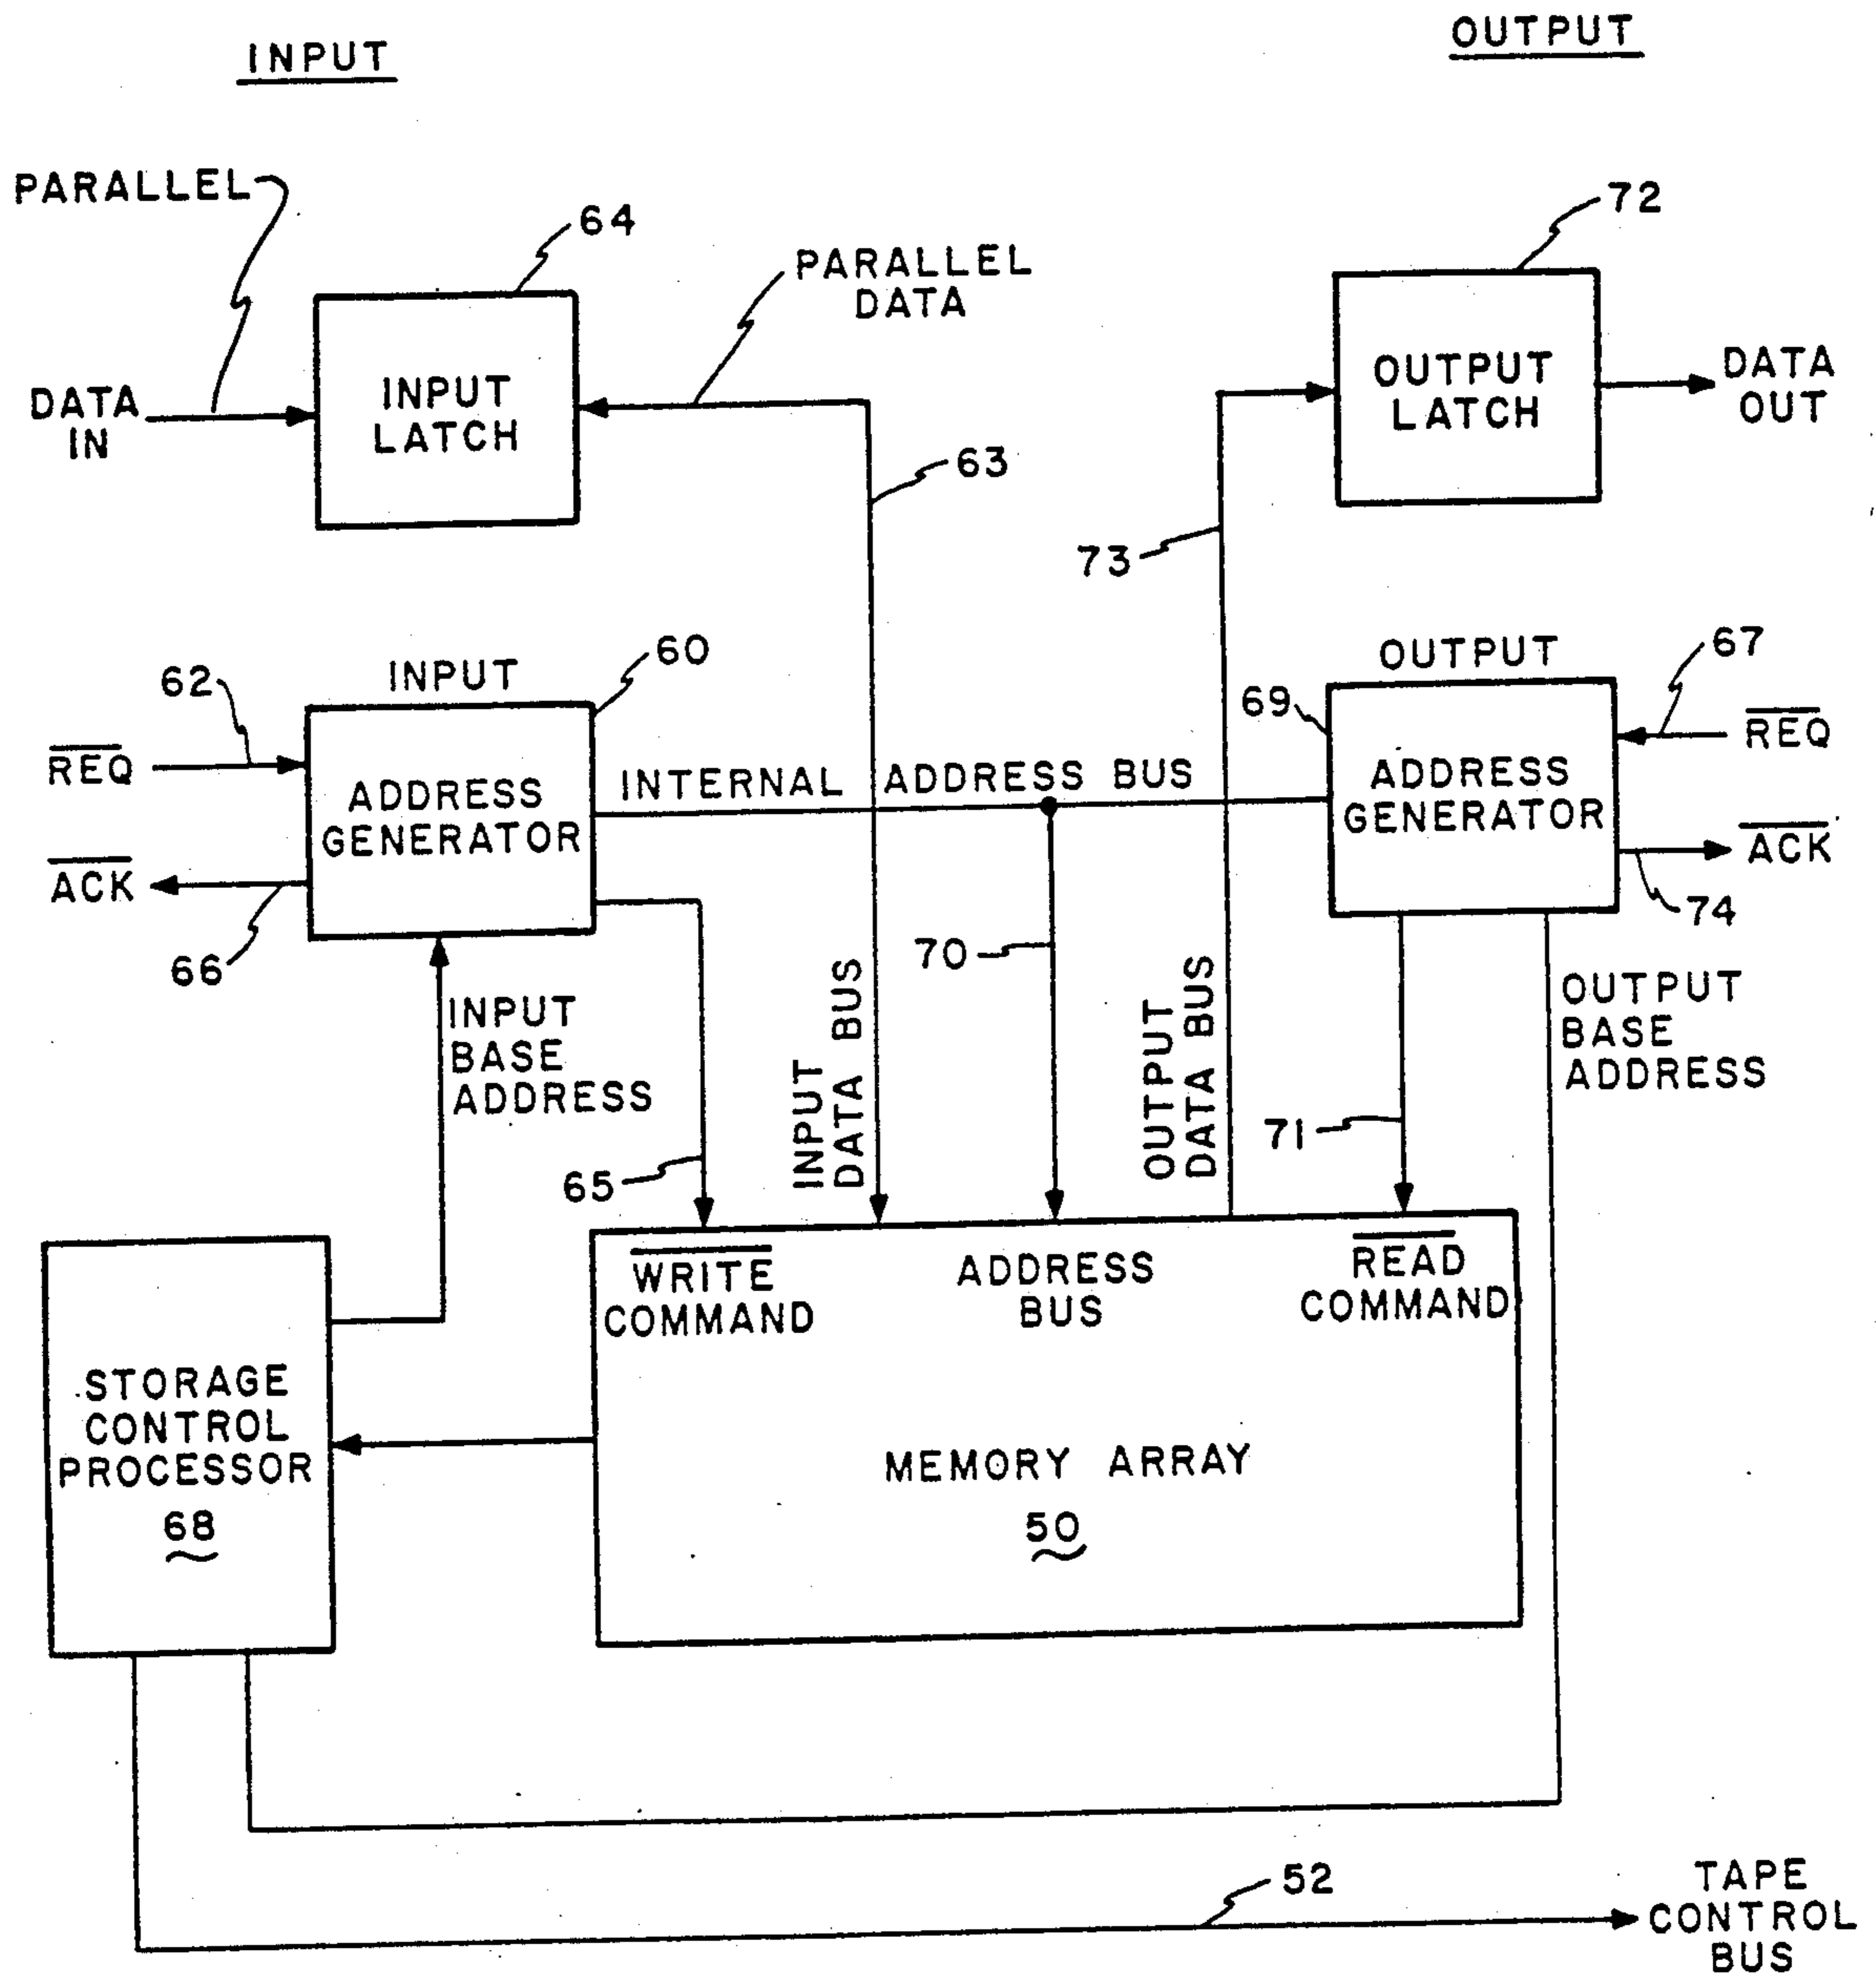 INPUT
OUTPUT
PARALLEL
64
PARALLEL
DATA
72
DATA
IN
INPUT
LATCH
OUTPUT
LATCH
DATA
OUT
63
73
62
INPUT
60
OUTPUT
67
69
REQ
ADDRESS
GENERATOR
INTERNAL ADDRESS BUS
ADDRESS
GENERATOR
REQ
ACK
ACK
66
70
74
INPUT
BASE
ADDRESS
INPUT
DATA BUS
OUTPUT
DATA BUS
OUTPUT
BASE
ADDRESS
65
71
WRITE
COMMAND
ADDRESS
BUS
READ
COMMAND
STORAGE
CONTROL
PROCESSOR
68
MEMORY ARRAY
50
52
TAPE
CONTROL
BUS